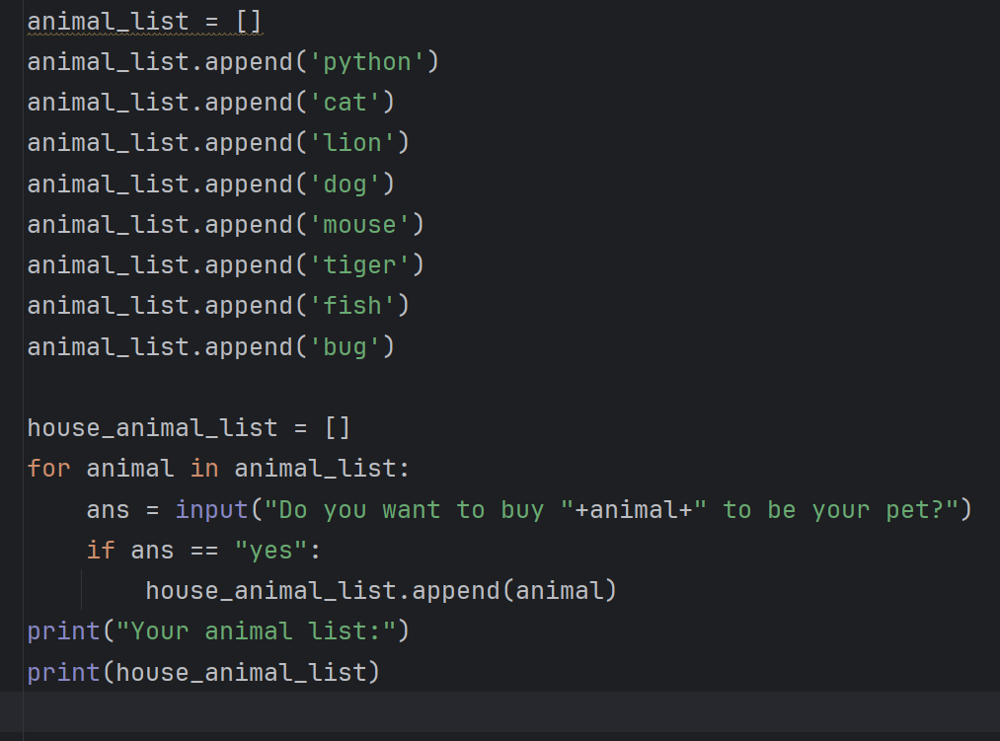 animal_list = []
animal_list.append('python')
animal_list.append('cat')
animal_list.append('lion')
animal_list.append('dog')
animal_list.append('mouse')
animal_list.append('tiger')
animal_list.append('fish')
animal_list.append('bug')

house_animal_list = []
for animal in animal_list:
    ans = input("Do you want to buy "+animal+" to be your pet?")
    if ans == "yes":
        house_animal_list.append(animal)
print("Your animal list:")
print(house_animal_list)